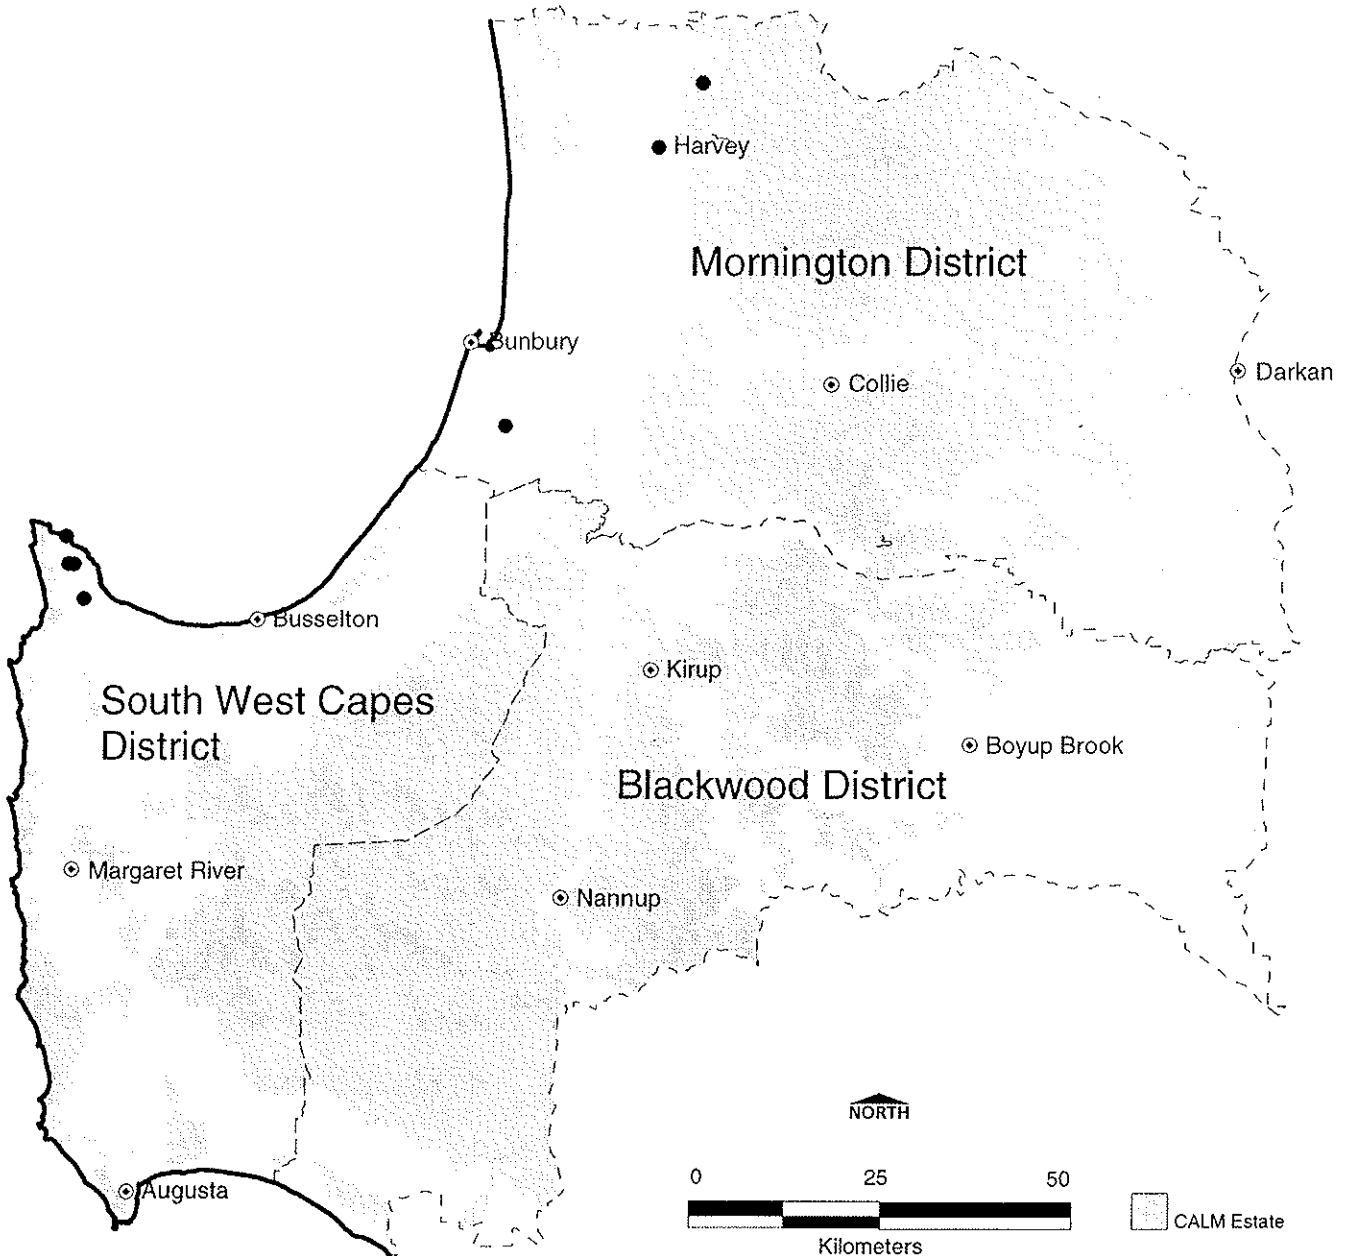 Harvey
Mornington District
Bunbury
Collie
Darkan
Busselton
Kirup
South West Capes
District
Boyup Brook
Blackwood District
Margaret River
Nannup
NORTH
0 25 50
Augusta
CALM Estate
Kilometers